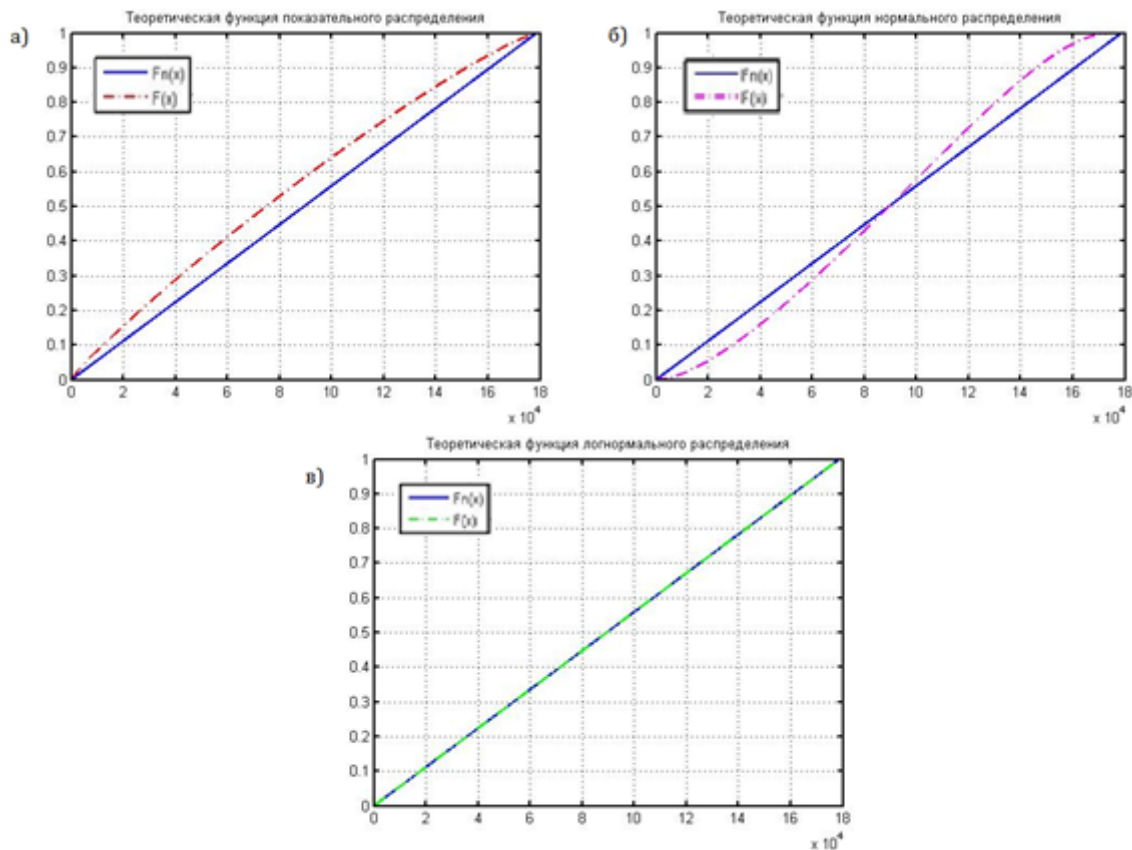 Теоретическая функция показательного распределения
а)
Fn(x)
F(x)
1
0.9
0.8
0.7
0.6
0.5
0.4
0.3
0.2
0.1
0
0 2 4 6 8 10 12 14 16 18
x 10^4
Теоретическая функция нормального распределения
б)
Fn(x)
F(x)
1
0.9
0.8
0.7
0.6
0.5
0.4
0.3
0.2
0.1
0
0 2 4 6 8 10 12 14 16 18
x 10^4
Теоретическая функция логнормального распределения
в)
Fn(x)
F(x)
1
0.9
0.8
0.7
0.6
0.5
0.4
0.3
0.2
0.1
0
0 2 4 6 8 10 12 14 16 18
x 10^4